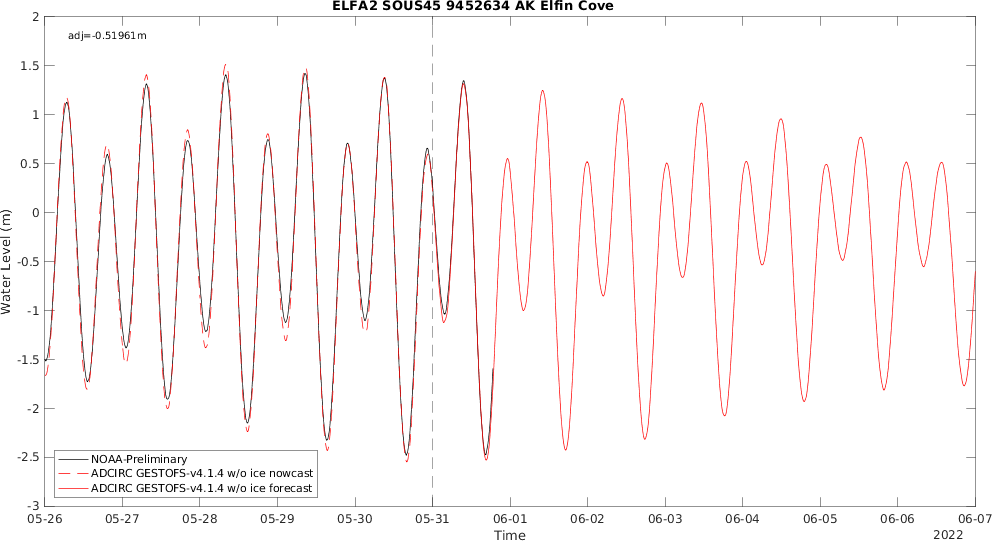 ELFA2 SOUS45 9452634 AK Elfin Cove
adj=-0.51961m
2
1.5
1
0.5
0
-0.5
-1
-1.5
-2
-2.5
-3
Water Level (m)
NOAA-Preliminary
ADCIRC GESTOFS-v4.1.4 w/o ice nowcast
ADCIRC GESTOFS-v4.1.4 w/o ice forecast
05-26 05-27 05-28 05-29 05-30 05-31 06-01 06-02 06-03 06-04 06-05 06-06 06-07
Time
2022